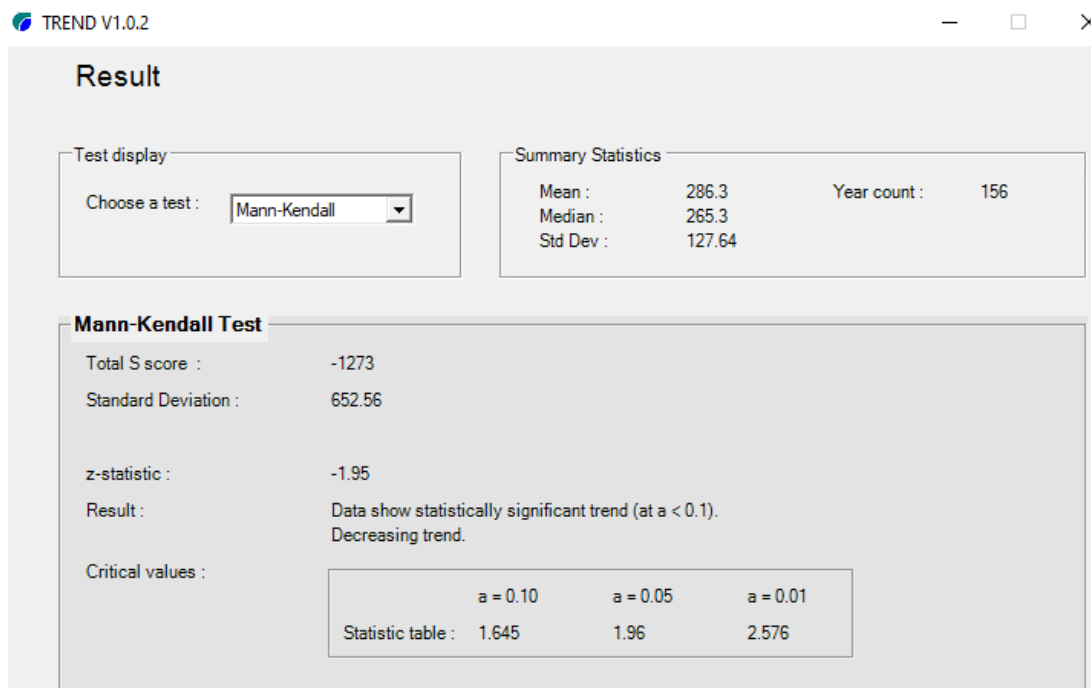 TREND V1.0.2
Result
Test display
Choose a test :
Mann-Kendall
Summary Statistics
Mean : 286.3 Year count : 156
Median : 265.3
Std Dev : 127.64
Mann-Kendall Test
Total S score : -1273
Standard Deviation : 652.56
z-statistic : -1.95
Result : Data show statistically significant trend (at a < 0.1).
Decreasing trend.
Critical values :
a = 0.10 a = 0.05 a = 0.01
Statistic table : 1.645 1.96 2.576